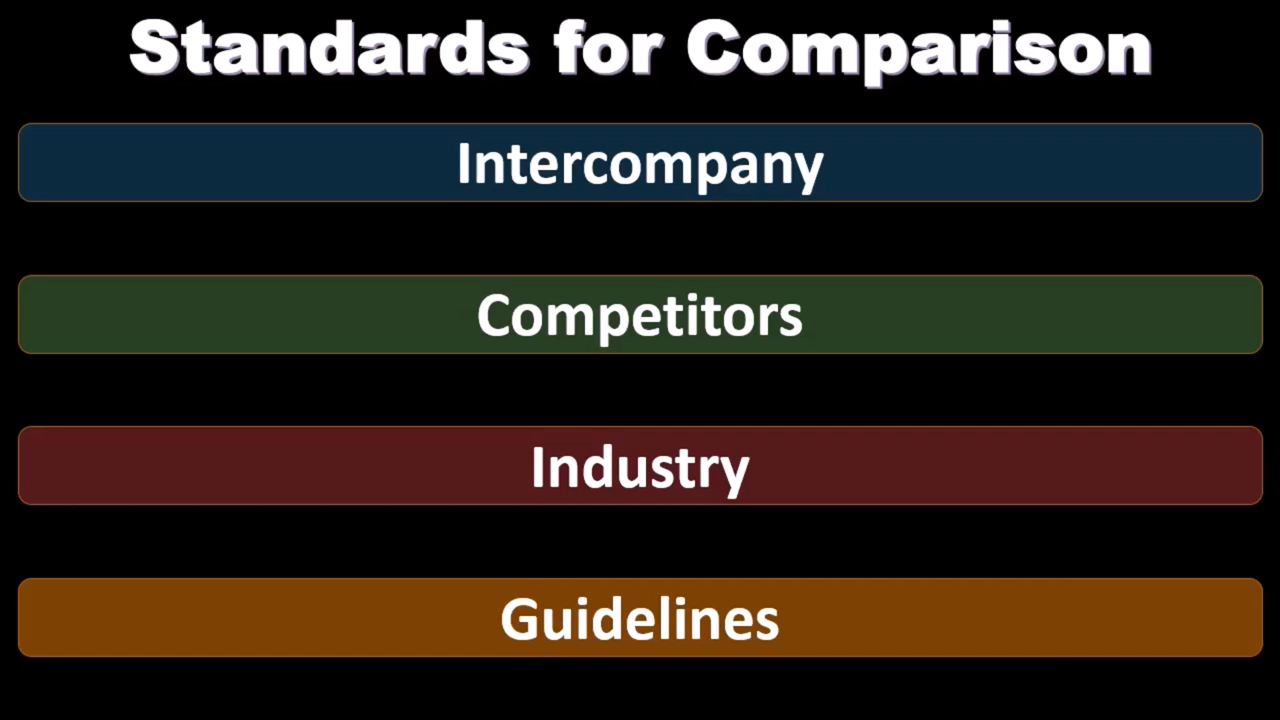 Standards for Comparison
Intercompany
Competitors
Industry
Guidelines